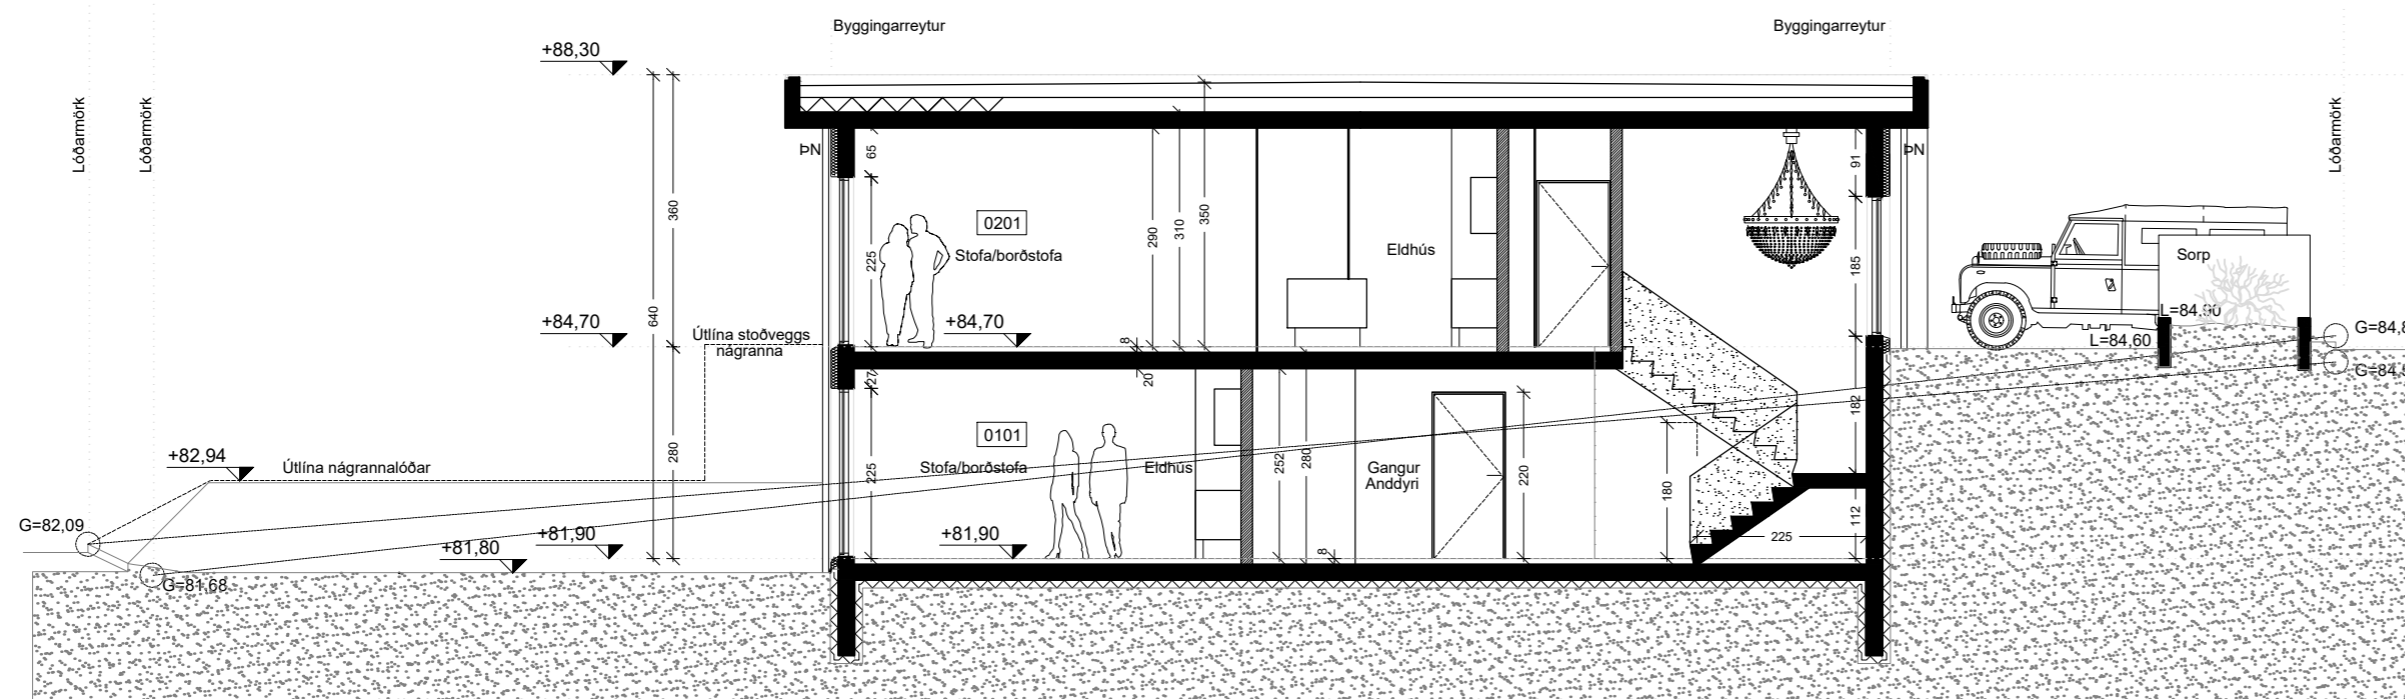 Byggingarreytur
Byggingarreytur
+88,30
Lóðarmörk
Lóðarmörk
Lóðarmörk
ÞN
ÞN
65
91
360
350
310
290
0201
Stofa/borðstofa
Eldhús
225
185
Sorp
640
+84,70
+84,70
Útlína stoðveggs
nágranna
L=84,90
L=84,60
8
20
27
182
280
+82,94
Útlína nágrannalóðar
0101
Stofa/borðstofa
Eldhús
Gangur
Anddyri
225
252
280
220
180
112
225
G=82,09
+81,80
+81,90
+81,90
8
G=81,68